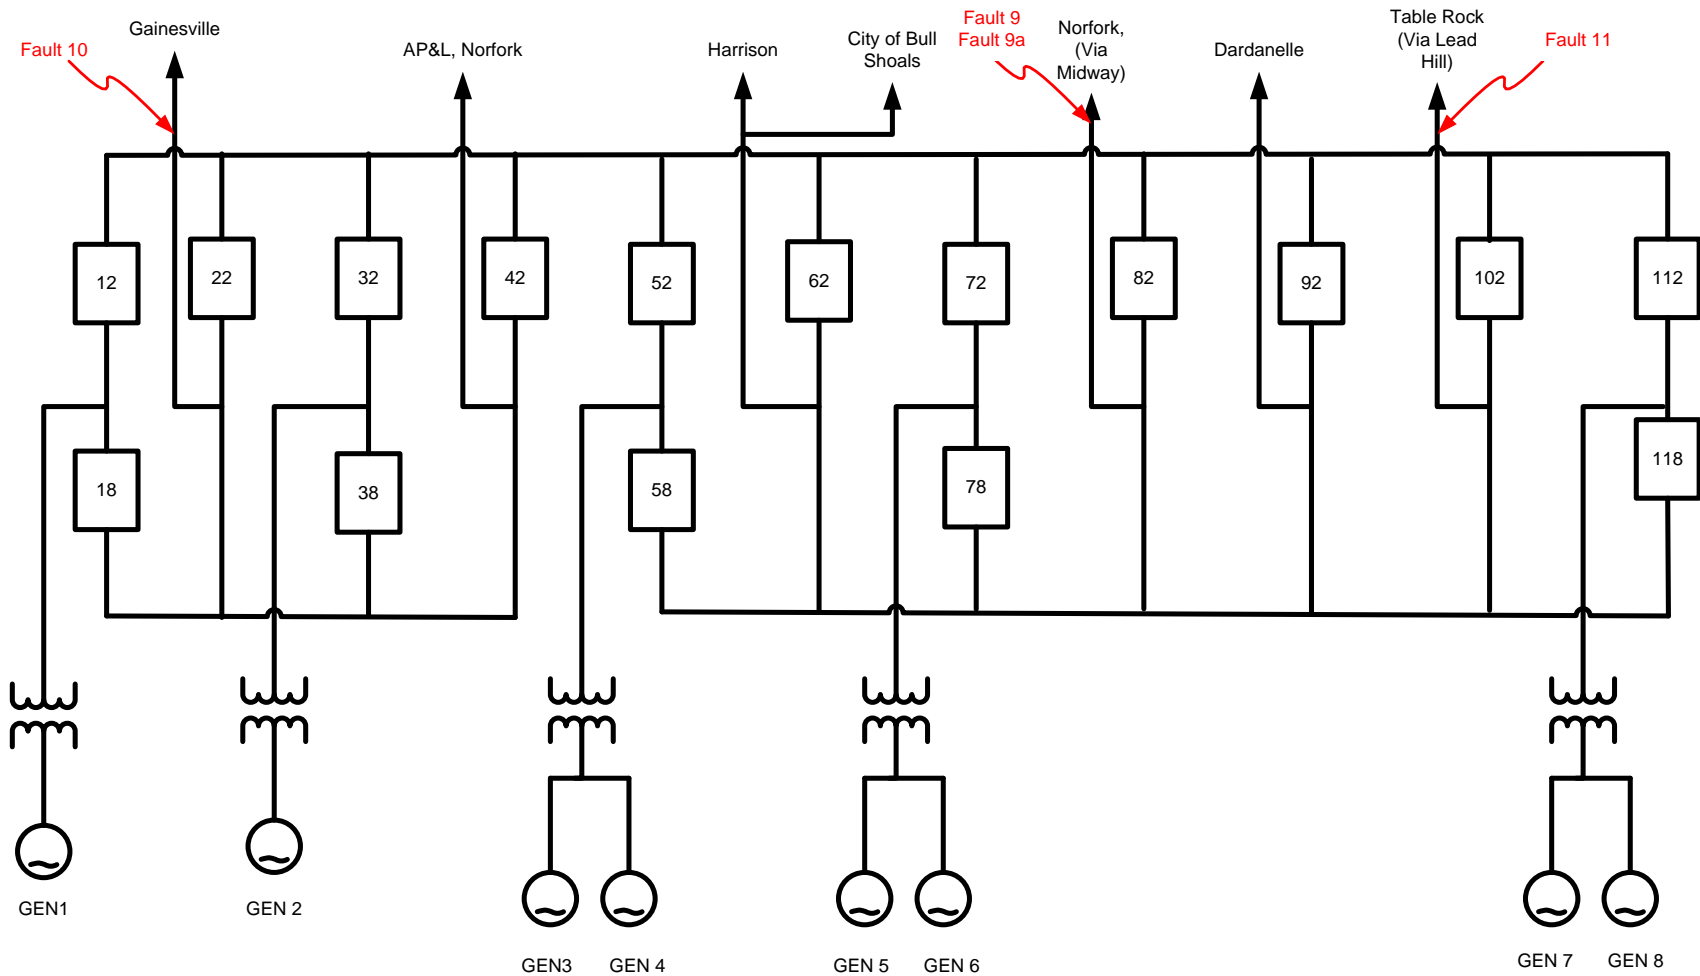 Fault 10
Gainesville
AP&L, Norfork
Harrison
City of Bull
Shoals
Fault 9
Fault 9a
Norfork,
(Via
Midway)
Dardanelle
Table Rock
(Via Lead
Hill)
Fault 11
12
22
32
42
52
62
72
82
92
102
112
18
38
58
78
118
GEN1
GEN 2
GEN3
GEN 4
GEN 5
GEN 6
GEN 7
GEN 8